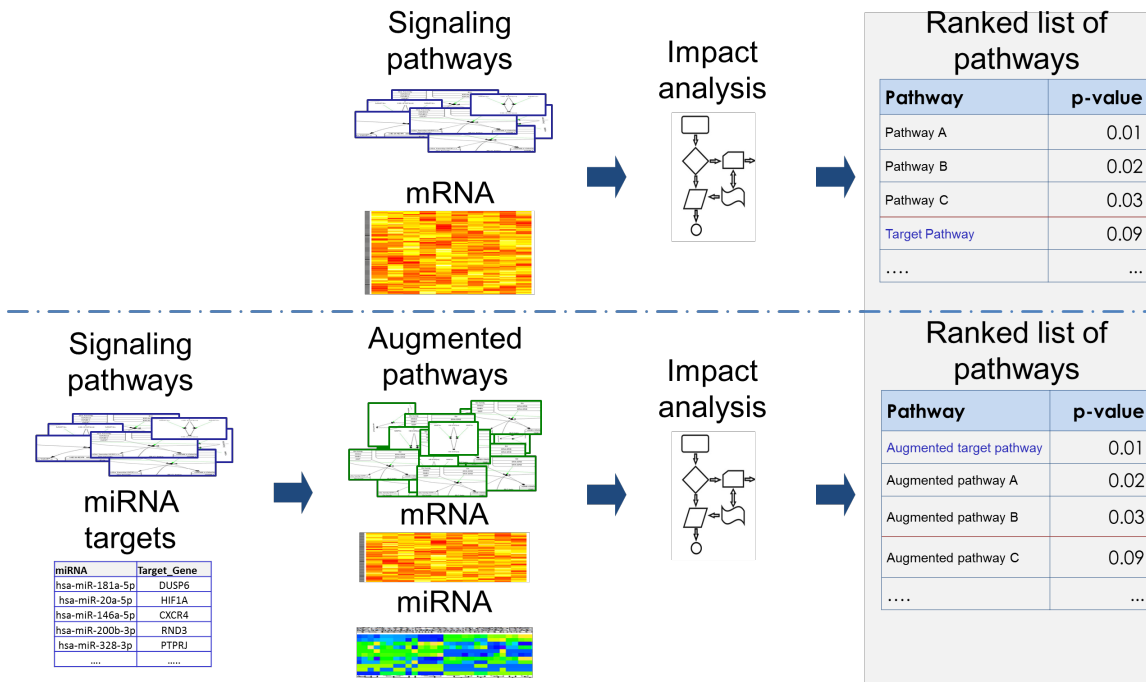 Signaling
pathways
mRNA
Impact
analysis
Ranked list of
pathways
Pathway p-value
Pathway A 0.01
Pathway B 0.02
Pathway C 0.03
Target Pathway 0.09
.... ...
Signaling
pathways
miRNA
targets
miRNA Target_Gene
hsa-miR-181a-5p DUSP6
hsa-miR-20a-5p HIF1A
hsa-miR-146a-5p CXCR4
hsa-miR-200b-3p RND3
hsa-miR-328-3p PTPRJ
.... .....
Augmented
pathways
mRNA
miRNA
Impact
analysis
Ranked list of
pathways
Pathway p-value
Augmented target pathway 0.01
Augmented pathway A 0.02
Augmented pathway B 0.03
Augmented pathway C 0.09
.... ...